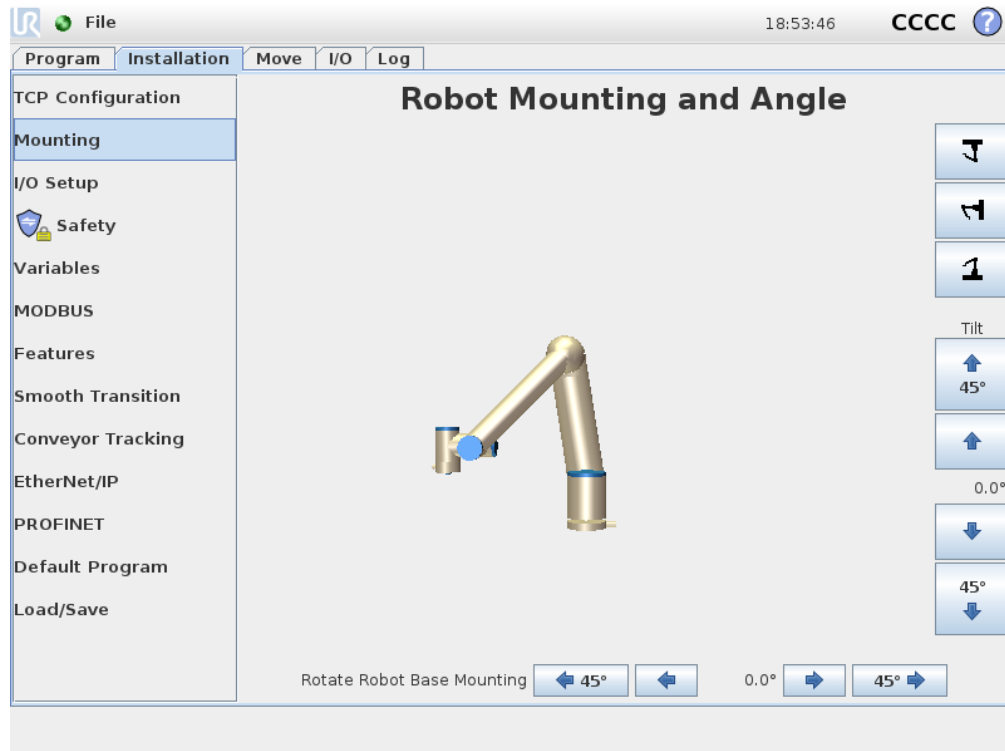 UR File 18:53:46 CCCC ?
Program Installation Move I/O Log
TCP Configuration
Mounting
I/O Setup
Safety
Variables
MODBUS
Features
Smooth Transition
Conveyor Tracking
EtherNet/IP
PROFINET
Default Program
Load/Save
Robot Mounting and Angle
Tilt
45°
0.0°
45°
Rotate Robot Base Mounting 45° 0.0° 45°